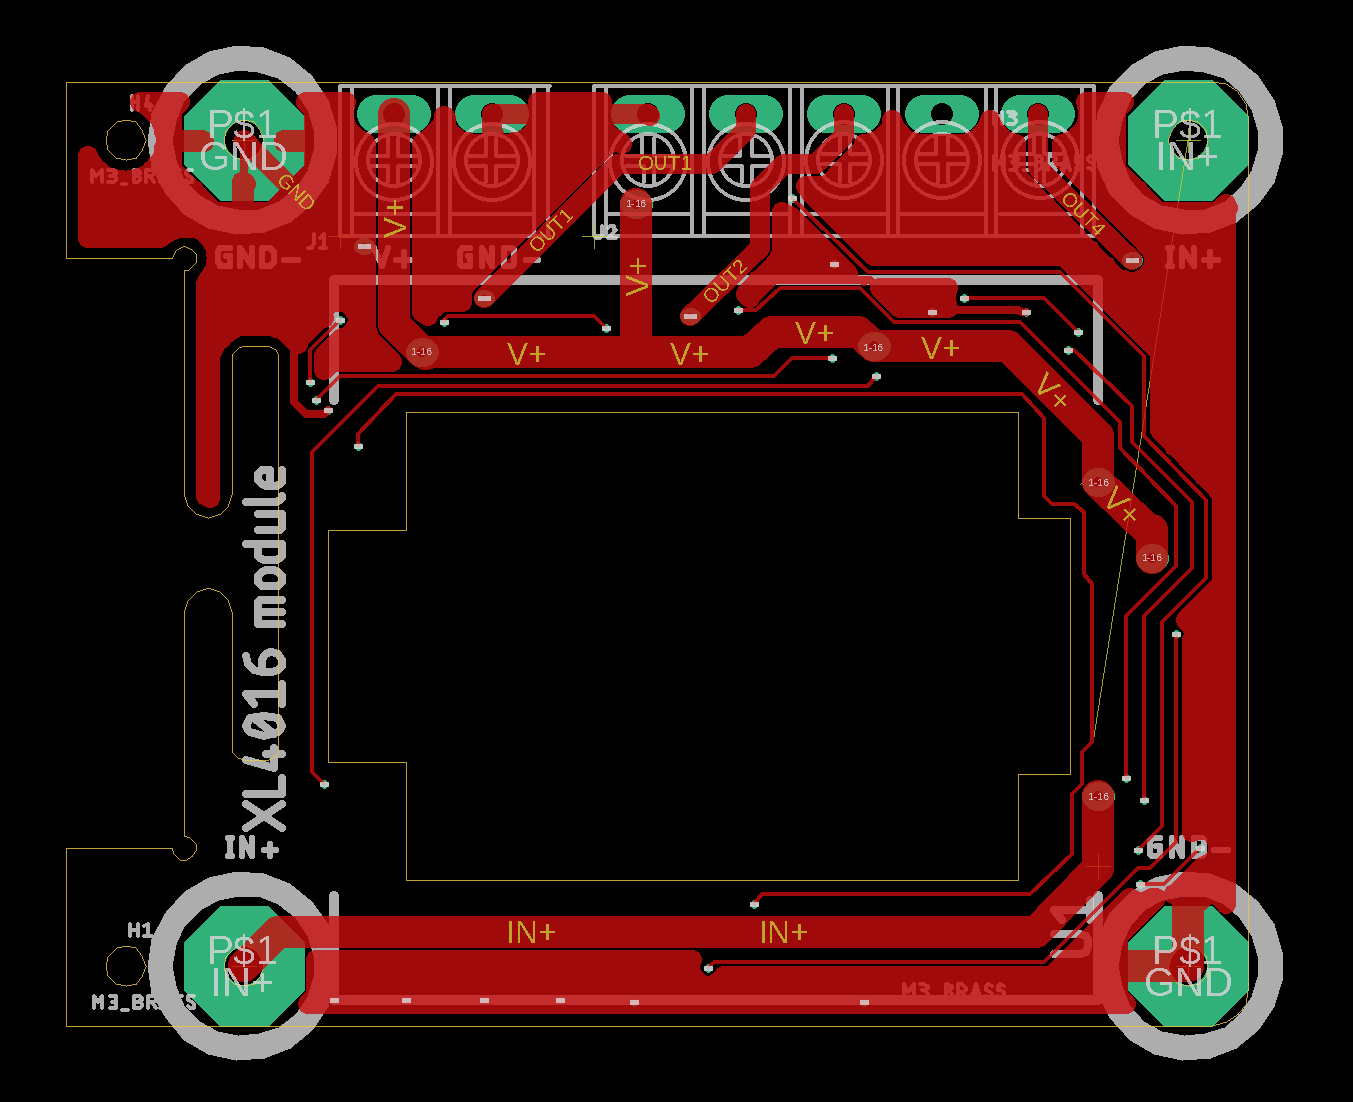 H4
P$1
GND
M3_BRASS
GND
GND-
J1
V+
V+
GND-
OUT1
OUT1
J2
1-16
V+
OUT2
J3
M3_BRASS
OUT4
P$1
IN+
IN+
1-16
V+
V+
V+
1-16
V+
V+
1-16
V+
1-16
XL4016 module
1-16
IN+
GND-
H1
P$1
IN+
M3_BRASS
IN+
IN+
M3_BRASS
P$1
GND